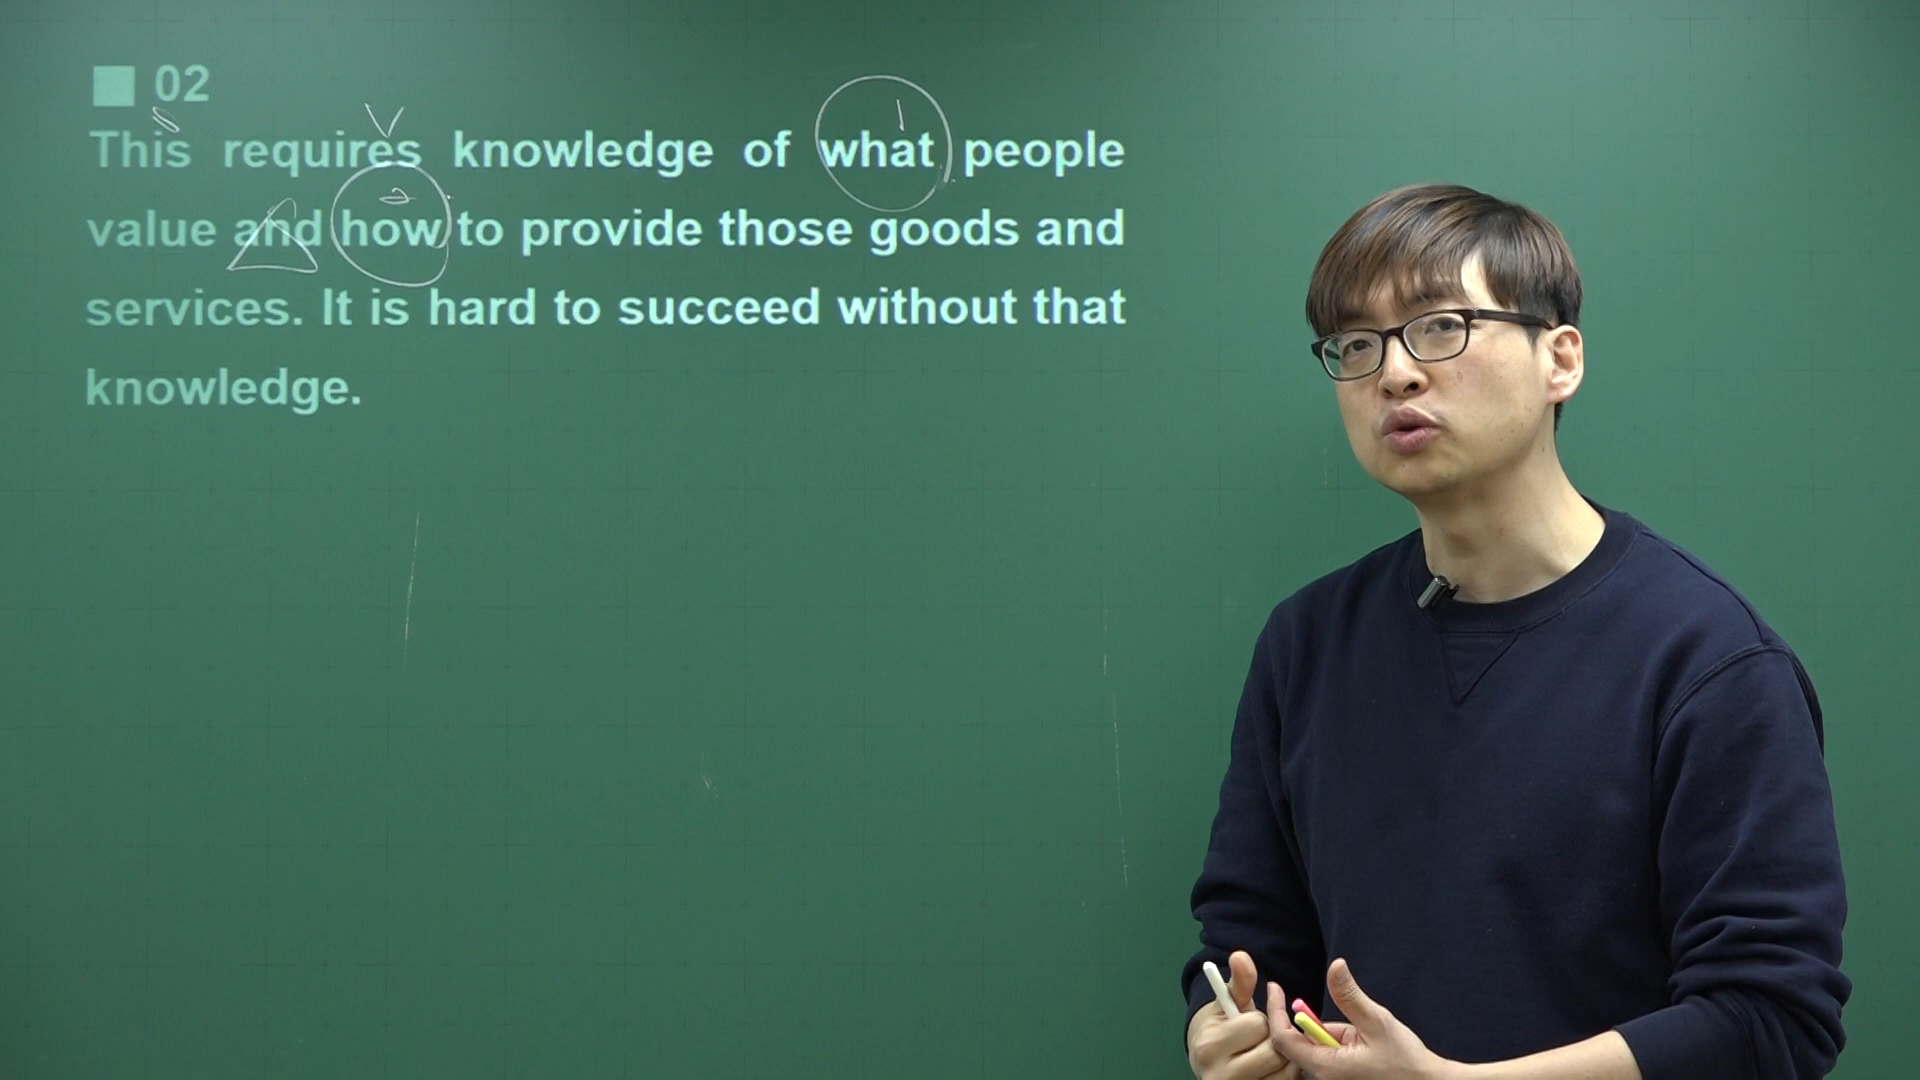 ■ 02
This requires knowledge of what people
value and how to provide those goods and
services. It is hard to succeed without that
knowledge.